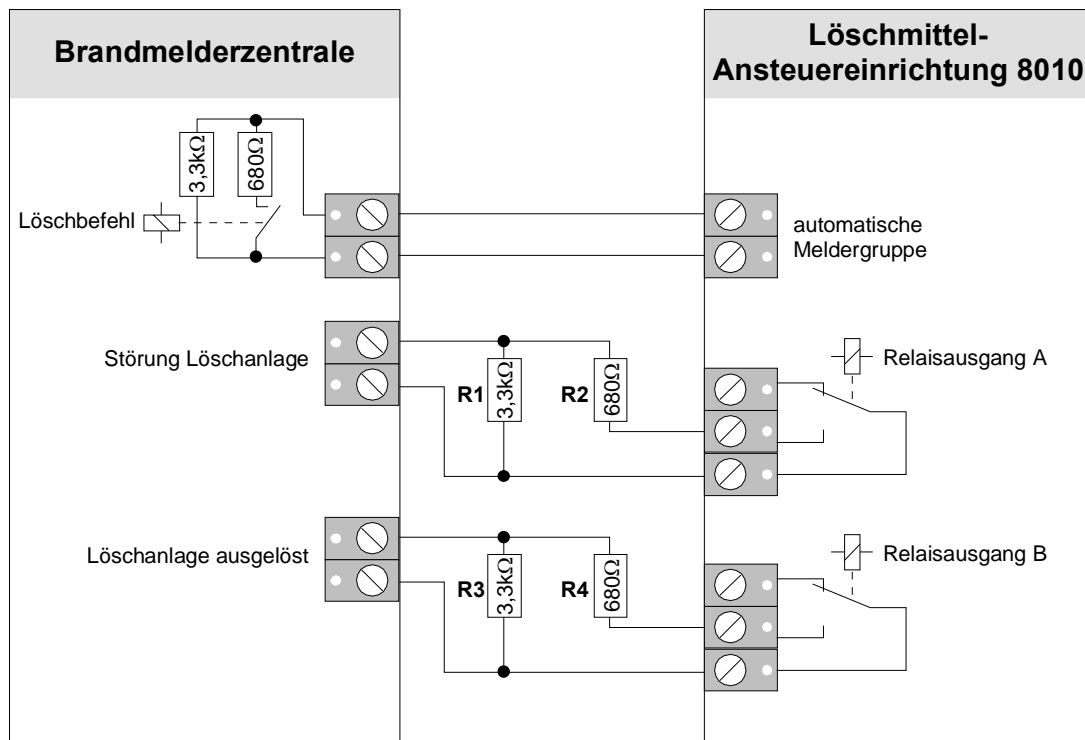 Brandmelderzentrale
Löschmittel-
Ansteuereinrichtung 8010
3,3kΩ
680Ω
Löschbefehl
automatische
Meldergruppe
Störung Löschanlage
R1
3,3kΩ
R2
680Ω
Relaisausgang A
Löschanlage ausgelöst
R3
3,3kΩ
R4
680Ω
Relaisausgang B